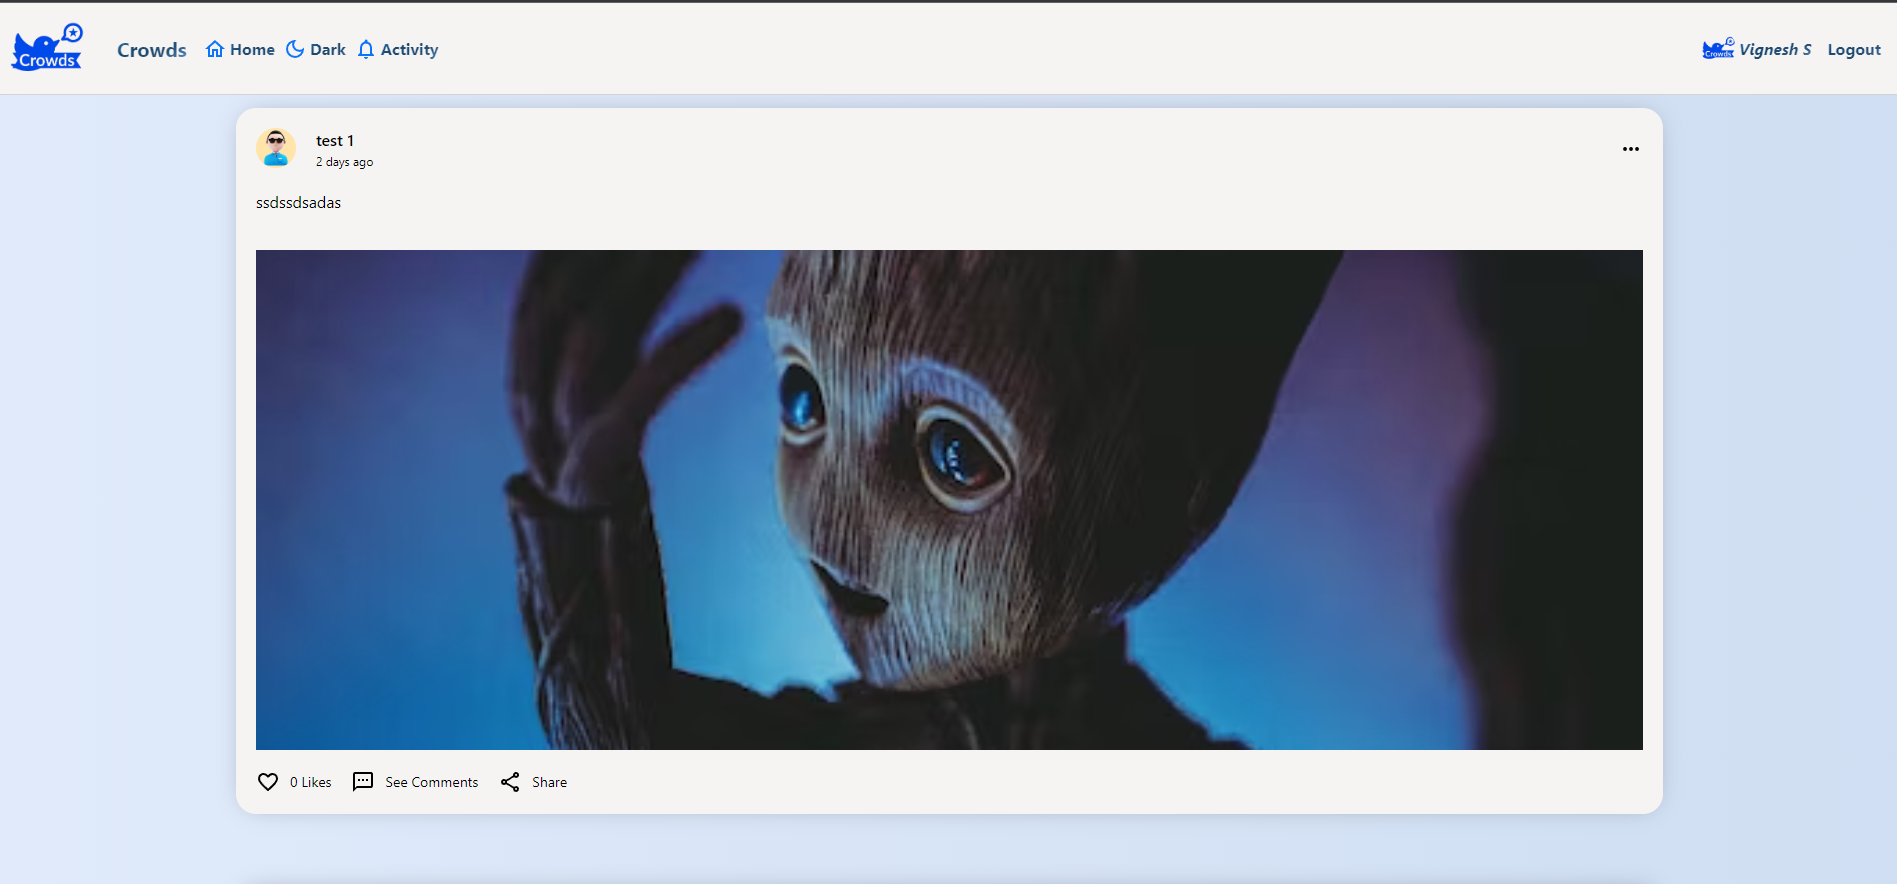 Crowds
Crowds Home Dark Activity
Crowds Vignesh S Logout
test 1
2 days ago
ssdssdsadas
0 Likes See Comments Share